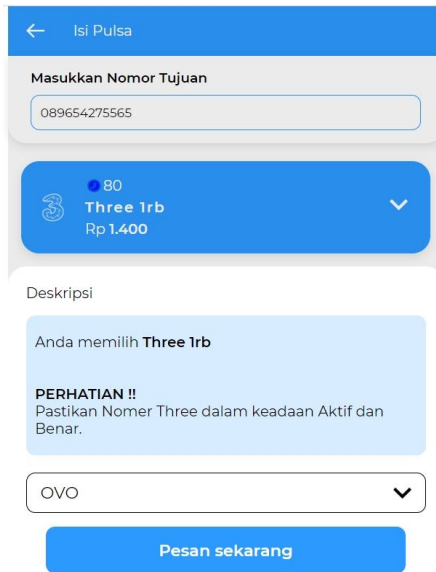 Isi Pulsa
Masukkan Nomor Tujuan
089654275565
80
3
Three 1rb
Rp 1.400
Deskripsi
Anda memilih Three 1rb
PERHATIAN !!
Pastikan Nomer Three dalam keadaan Aktif dan
Benar.
OVO
Pesan sekarang